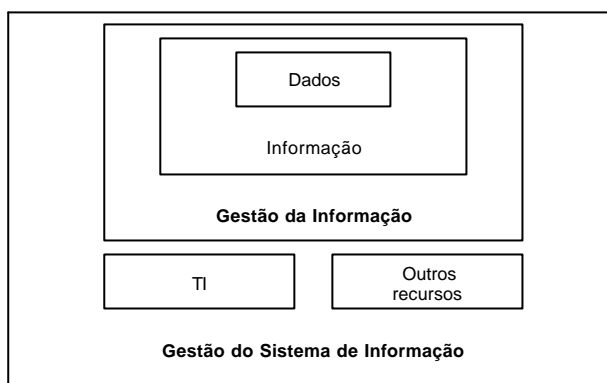 Dados
Informação
Gestão da Informação
TI
Outros
recursos
Gestão do Sistema de Informação